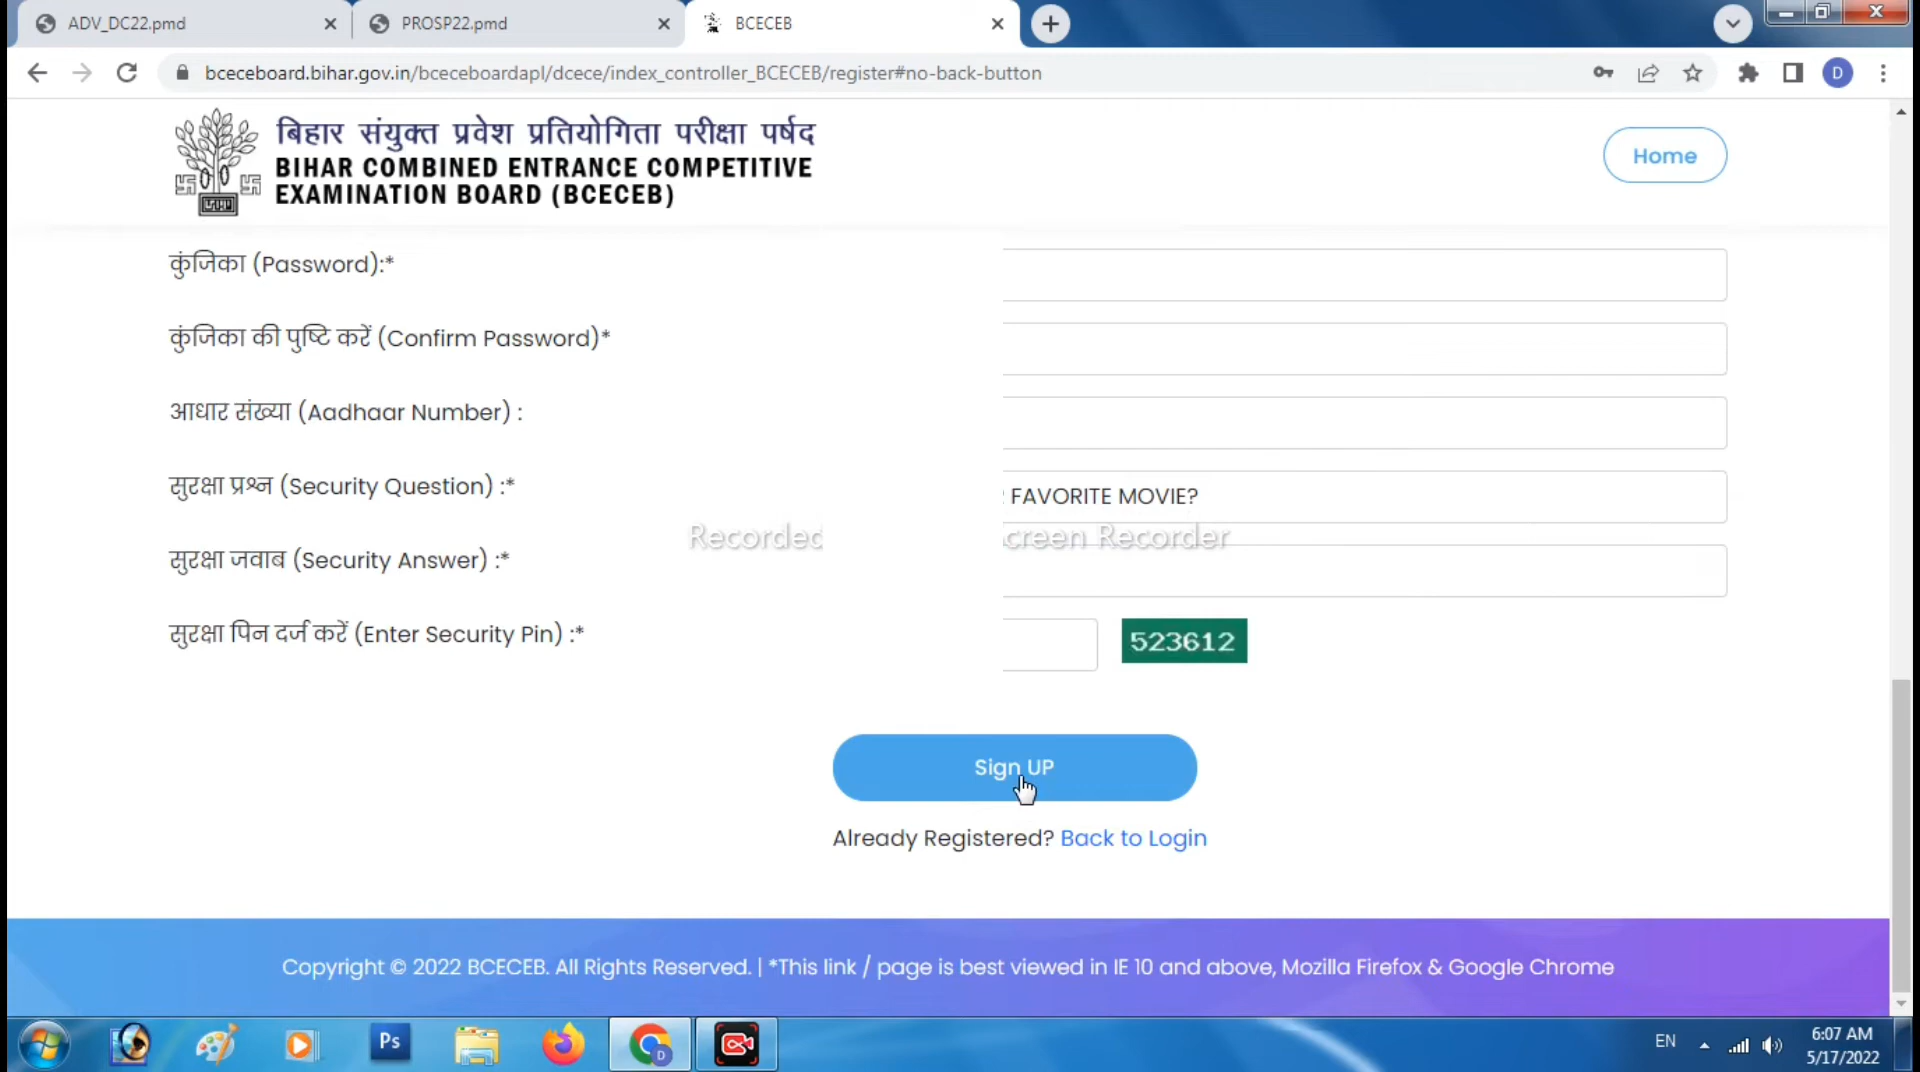 ADV_DC22.pmd
PROSP22.pmd
BCECEB
bceceboard.bihar.gov.in/bceceboardapl/dcece/index_controller_BCECEB/register#no-back-button
D
बिहार संयुक्त प्रवेश प्रतियोगिता परीक्षा पर्षद
BIHAR COMBINED ENTRANCE COMPETITIVE
EXAMINATION BOARD (BCECEB)
Home
कुंजिका (Password):*
कुंजिका की पुष्टि करें (Confirm Password)*
आधार संख्या (Aadhaar Number) :
सुरक्षा प्रश्न (Security Question) :*
FAVORITE MOVIE?
Recorded
creen Recorder
सुरक्षा जवाब (Security Answer) :*
सुरक्षा पिन दर्ज करें (Enter Security Pin) :*
523612
Sign UP
Already Registered? Back to Login
Copyright © 2022 BCECEB. All Rights Reserved. | *This link / page is best viewed in IE 10 and above, Mozilla Firefox & Google Chrome
Ps
D
EN
6:07 AM
5/17/2022